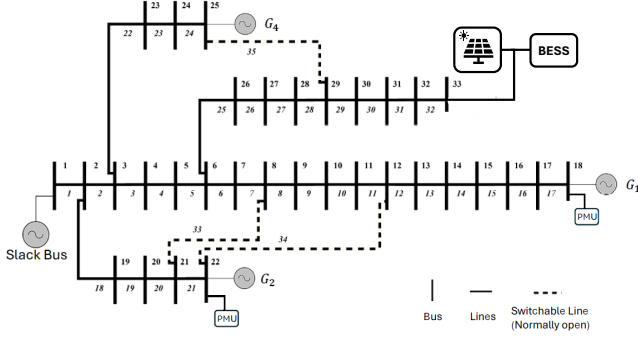 23 24 25
G4
22 23 24
35
BESS
26 27 28 29 30 31 32 33
25 26 27 28 29 30 31 32
1 2 3 4 5 6 7 8 9 10 11 12 13 14 15 16 17 18
G1
1 2 3 4 5 6 7 8 9 10 11 12 13 14 15 16 17
PMU
33
34
Slack Bus
19 20 21 22
G2
18 19 20 21
PMU
Bus
Lines
Switchable Line
(Normally open)